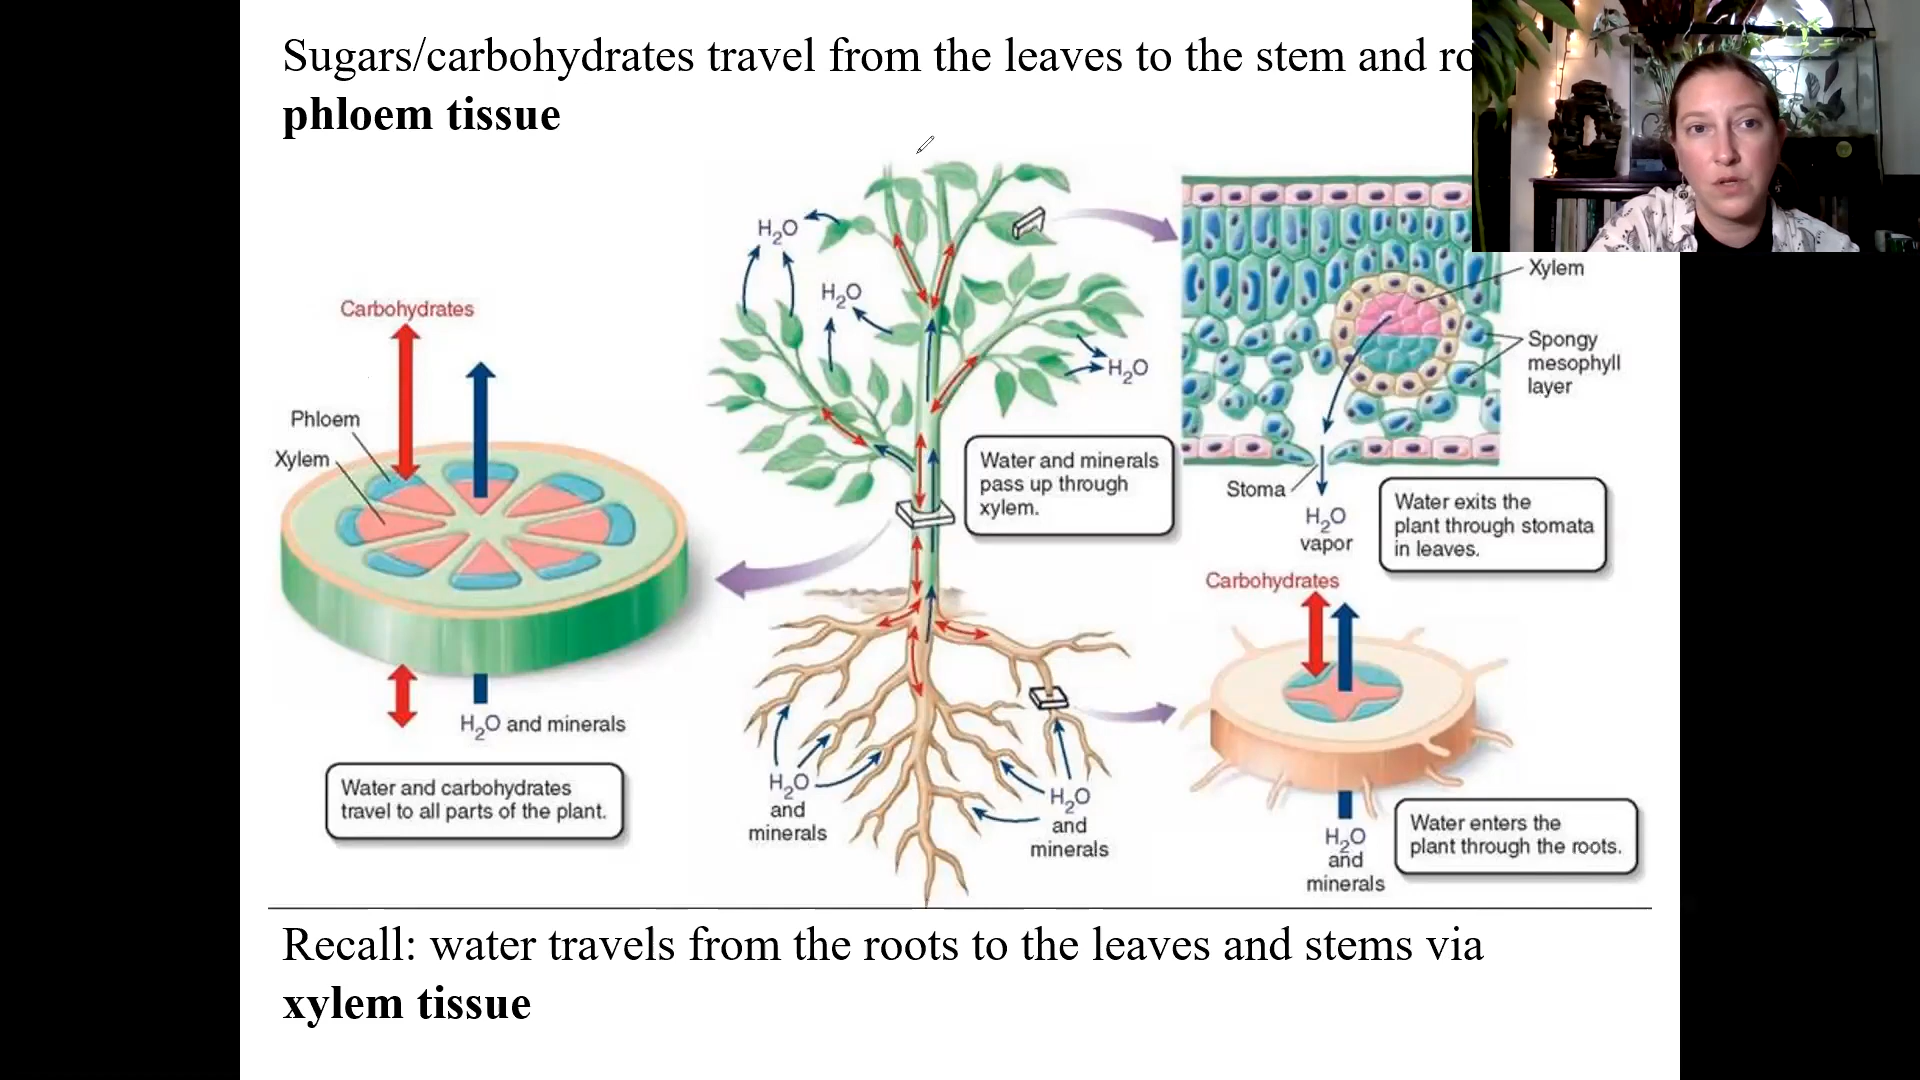 Sugars/carbohydrates travel from the leaves to the stem and
phloem tissue
H2O
H2O
H2O
Carbohydrates
Phloem
Xylem
H2O and minerals
Water and carbohydrates
travel to all parts of the plant.
Water and minerals
pass up through
xylem.
H2O
and
minerals
H2O
and
minerals
Xylem
Spongy
mesophyll
layer
Stoma
H2O
vapor
Water exits the
plant through stomata
in leaves.
Carbohydrates
H2O
and
minerals
Water enters the
plant through the roots.
Recall: water travels from the roots to the leaves and stems via
xylem tissue